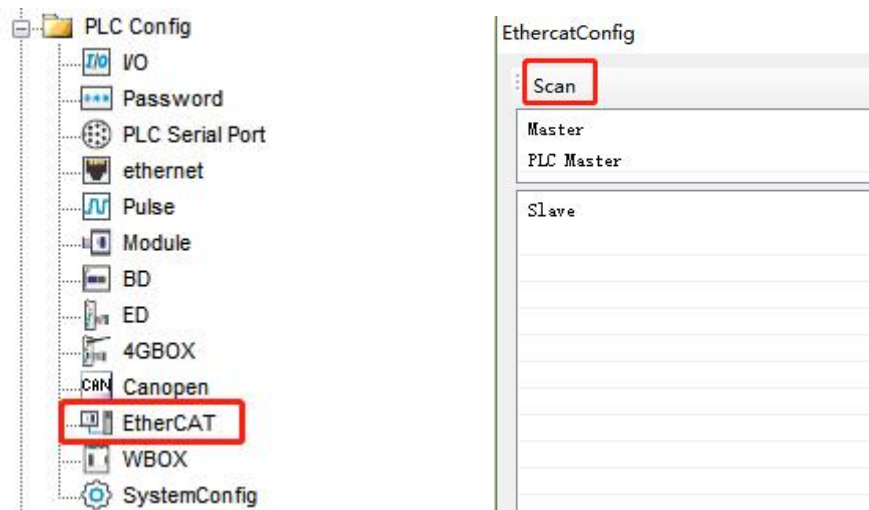 PLC Config
I/O
I/O
Password
PLC Serial Port
ethernet
Pulse
Module
BD
ED
4GBOX
CAN Canopen
EtherCAT
WBOX
SystemConfig
EthercatConfig
Scan
Master
PLC Master
Slave